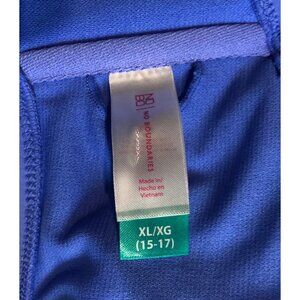 NO BOUNDARIES
Made in/
Hecho en
Vietnam
XL/XG
(15-17)